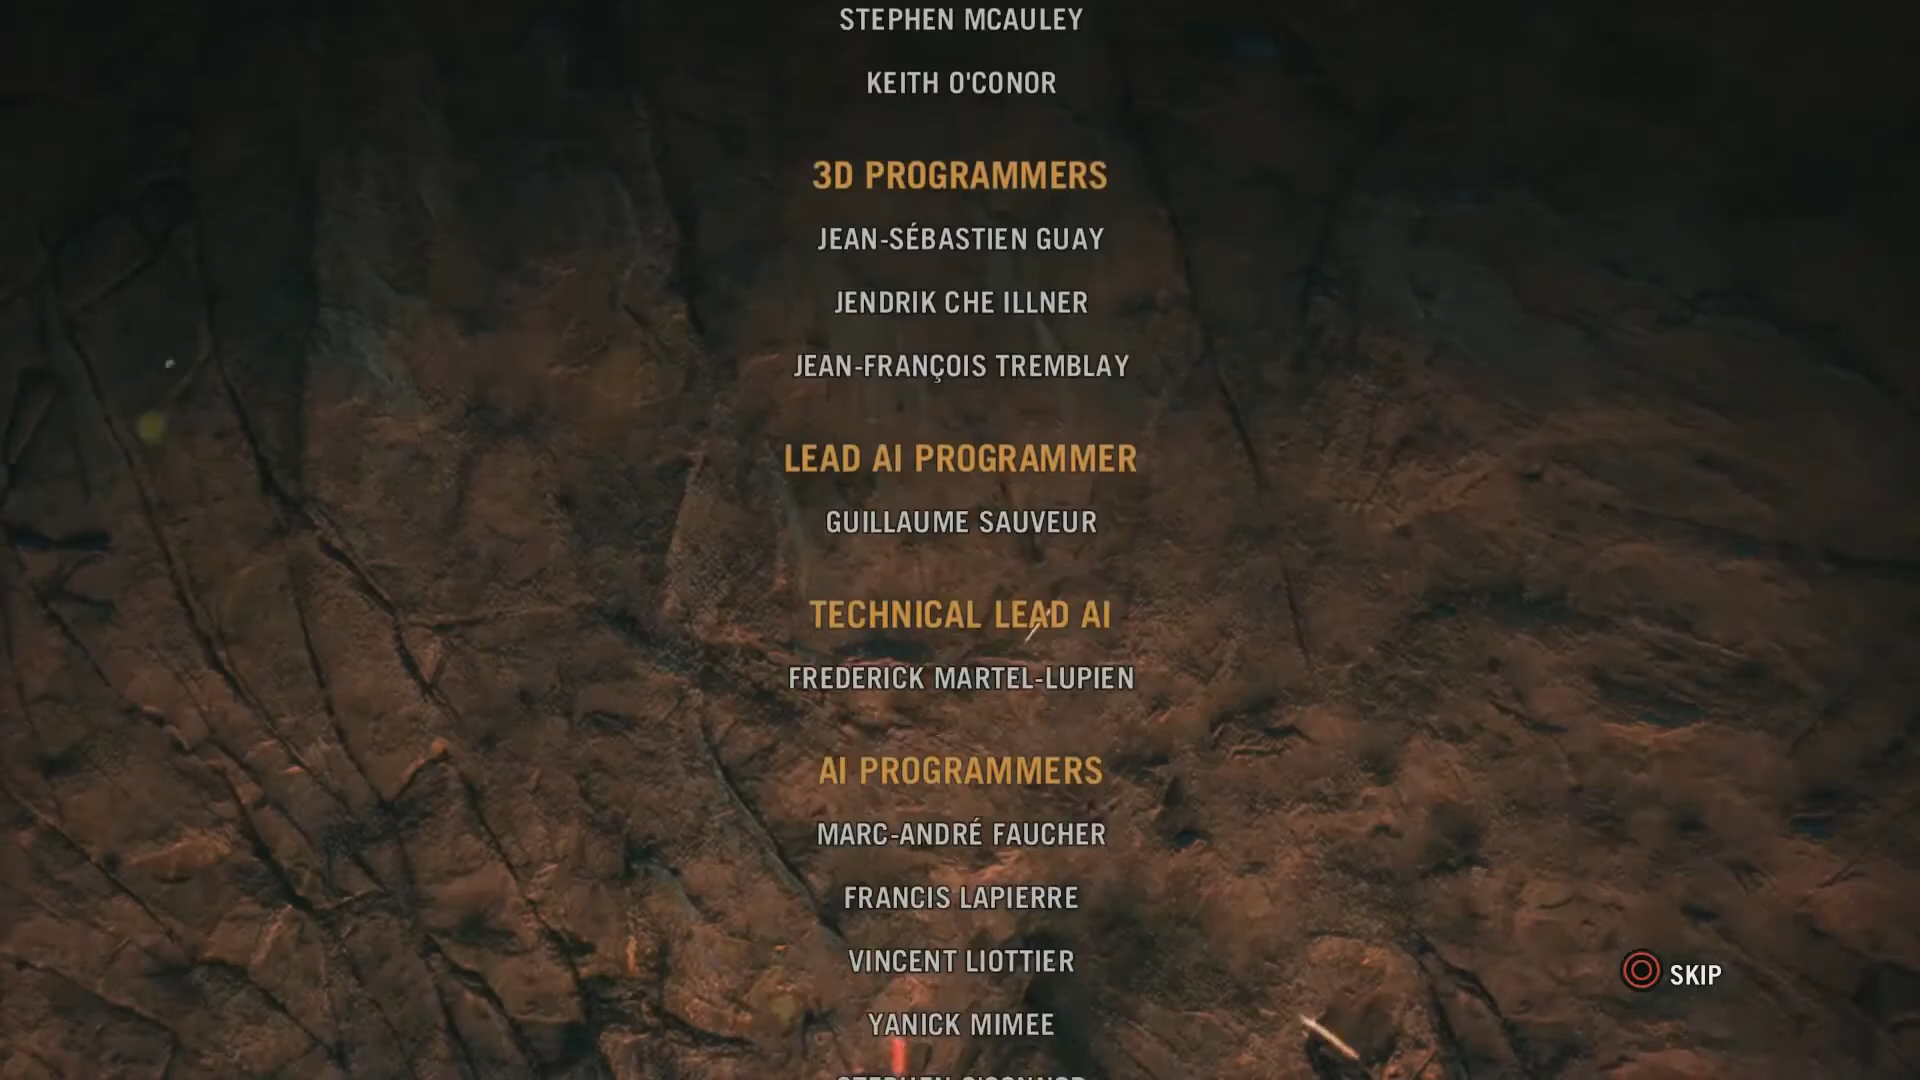 STEPHEN MCAULEY
KEITH O'CONOR
3D PROGRAMMERS
JEAN-SÉBASTIEN GUAY
JENDRIK CHE ILLNER
JEAN-FRANÇOIS TREMBLAY
LEAD AI PROGRAMMER
GUILLAUME SAUVEUR
TECHNICAL LEAD AI
FREDERICK MARTEL-LUPIEN
AI PROGRAMMERS
MARC-ANDRÉ FAUCHER
FRANCIS LAPIERRE
VINCENT LIOTTIER
SKIP
YANICK MIMEE